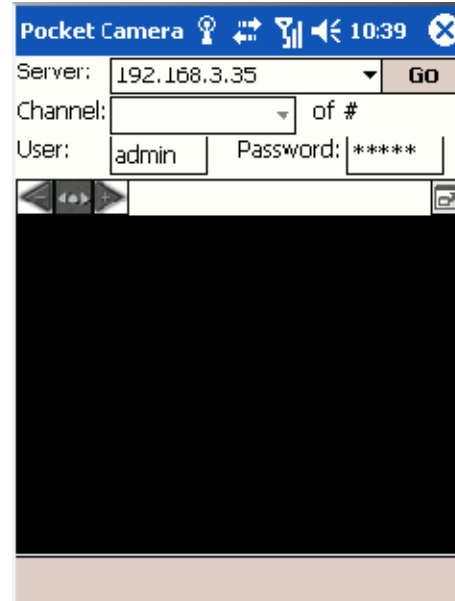 Pocket Camera 10:39
Server: 192.168.3.35 GO
Channel: of #
User: admin Password: *****